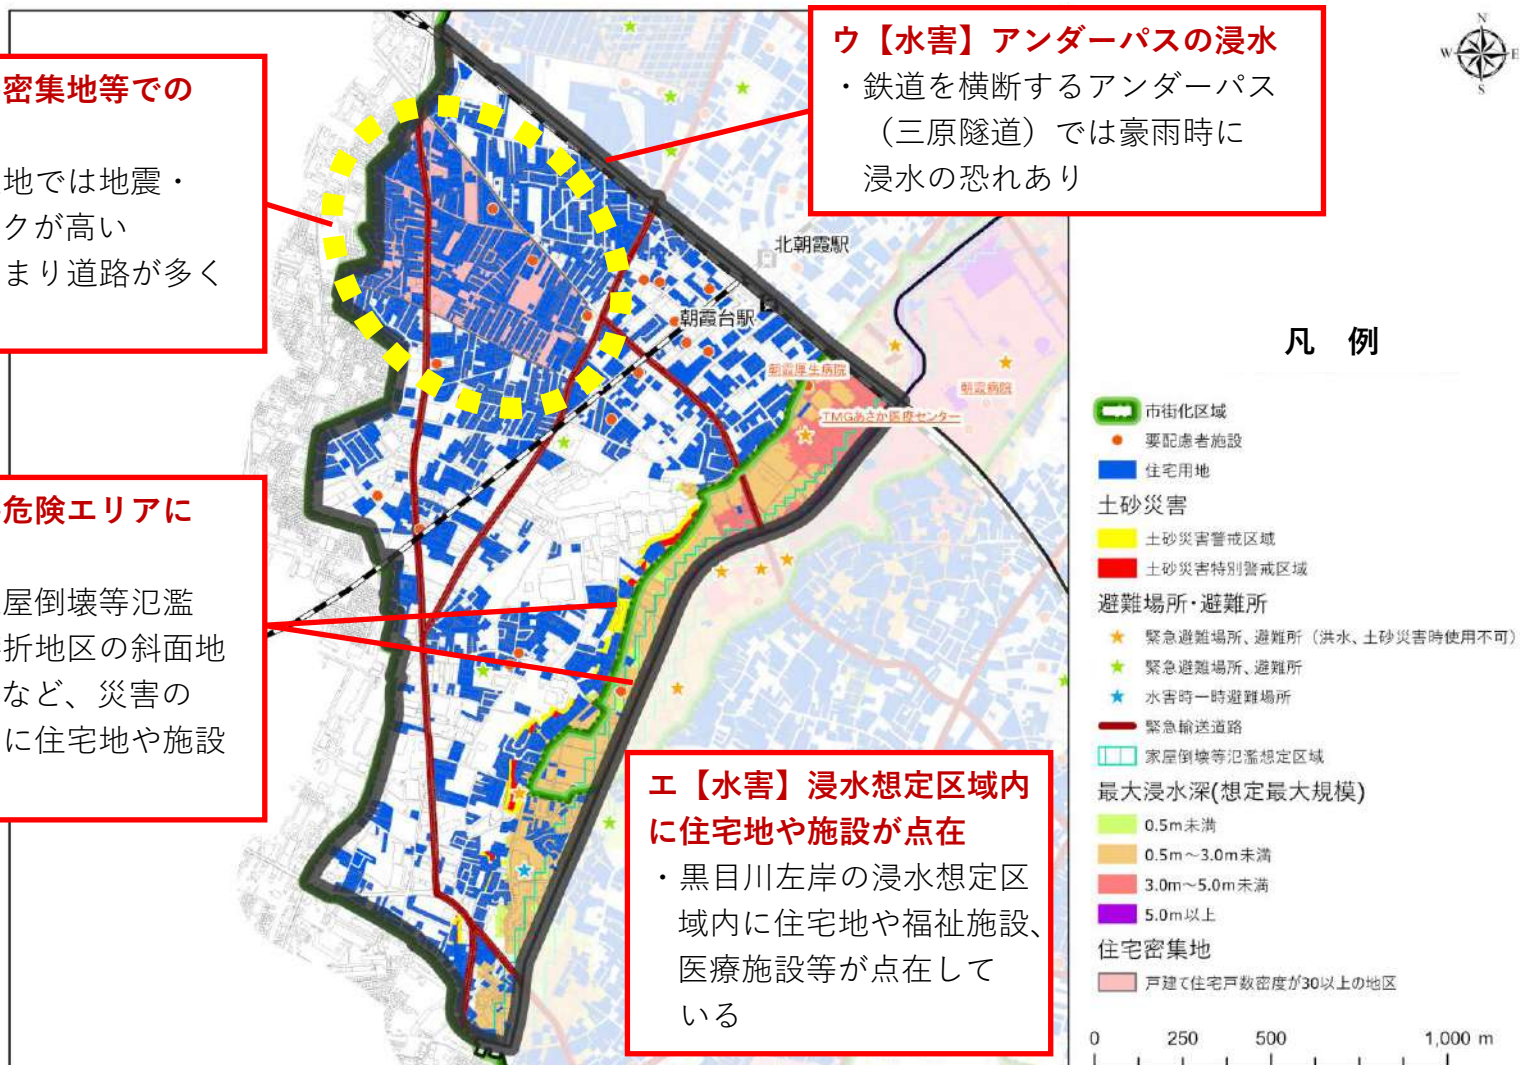 密集地等での
地では地震・
クが高い
まり道路が多く
危険エリアに
屋倒壊等氾濫
折地区の斜面地
など、災害の
に住宅地や施設
ウ【水害】アンダーパスの浸水
・鉄道を横断するアンダーパス
（三原隧道）では豪雨時に
浸水の恐れあり
N
W
E
S
北朝霞駅
朝霞台駅
朝霞厚生病院
朝霞病院
TMGあさか医療センター
エ【水害】浸水想定区域内
に住宅地や施設が点在
・黒目川左岸の浸水想定区
域内に住宅地や福祉施設、
医療施設等が点在して
いる
凡 例
市街化区域
要配慮者施設
住宅用地
土砂災害
土砂災害警戒区域
土砂災害特別警戒区域
避難場所・避難所
緊急避難場所、避難所（洪水、土砂災害時使用不可）
緊急避難場所、避難所
水害時一時避難場所
緊急輸送道路
家屋倒壊等氾濫想定区域
最大浸水深(想定最大規模)
0.5m未満
0.5m～3.0m未満
3.0m～5.0m未満
5.0m以上
住宅密集地
戸建て住宅戸数密度が30以上の地区
0 250 500 1,000 m